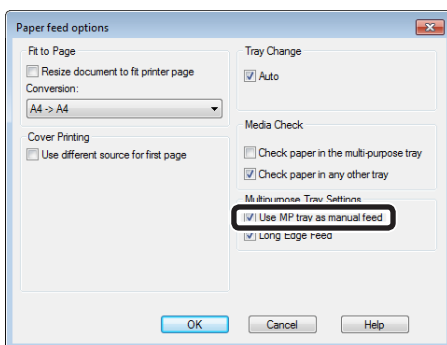 Paper feed options
Fit to Page
Resize document to fit printer page
Conversion:
A4 -> A4
Cover Printing
Use different source for first page
Tray Change
Auto
Media Check
Check paper in the multi-purpose tray
Check paper in any other tray
Multipurpose Tray Settings
Use MP tray as manual feed
Long Edge Feed
OK
Cancel
Help